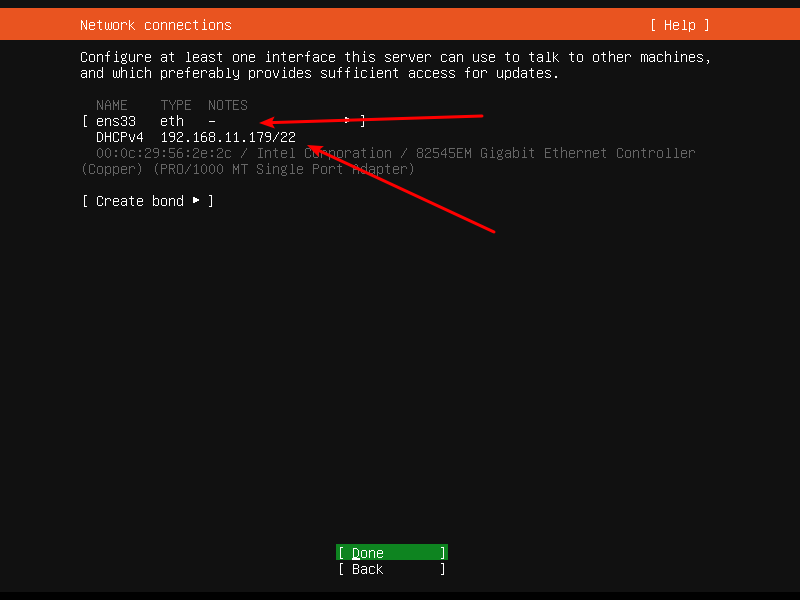 Network connections [ Help ]
Configure at least one interface this server can use to talk to other machines,
and which preferably provides sufficient access for updates.
NAME TYPE NOTES
[ ens33 eth – ▸ ]
DHCPv4 192.168.11.179/22
00:0c:29:56:2e:2c / Intel Corporation / 82545EM Gigabit Ethernet Controller
(Copper) (PRO/1000 MT Single Port Adapter)
[ Create bond ▸ ]
[ Done ]
[ Back ]